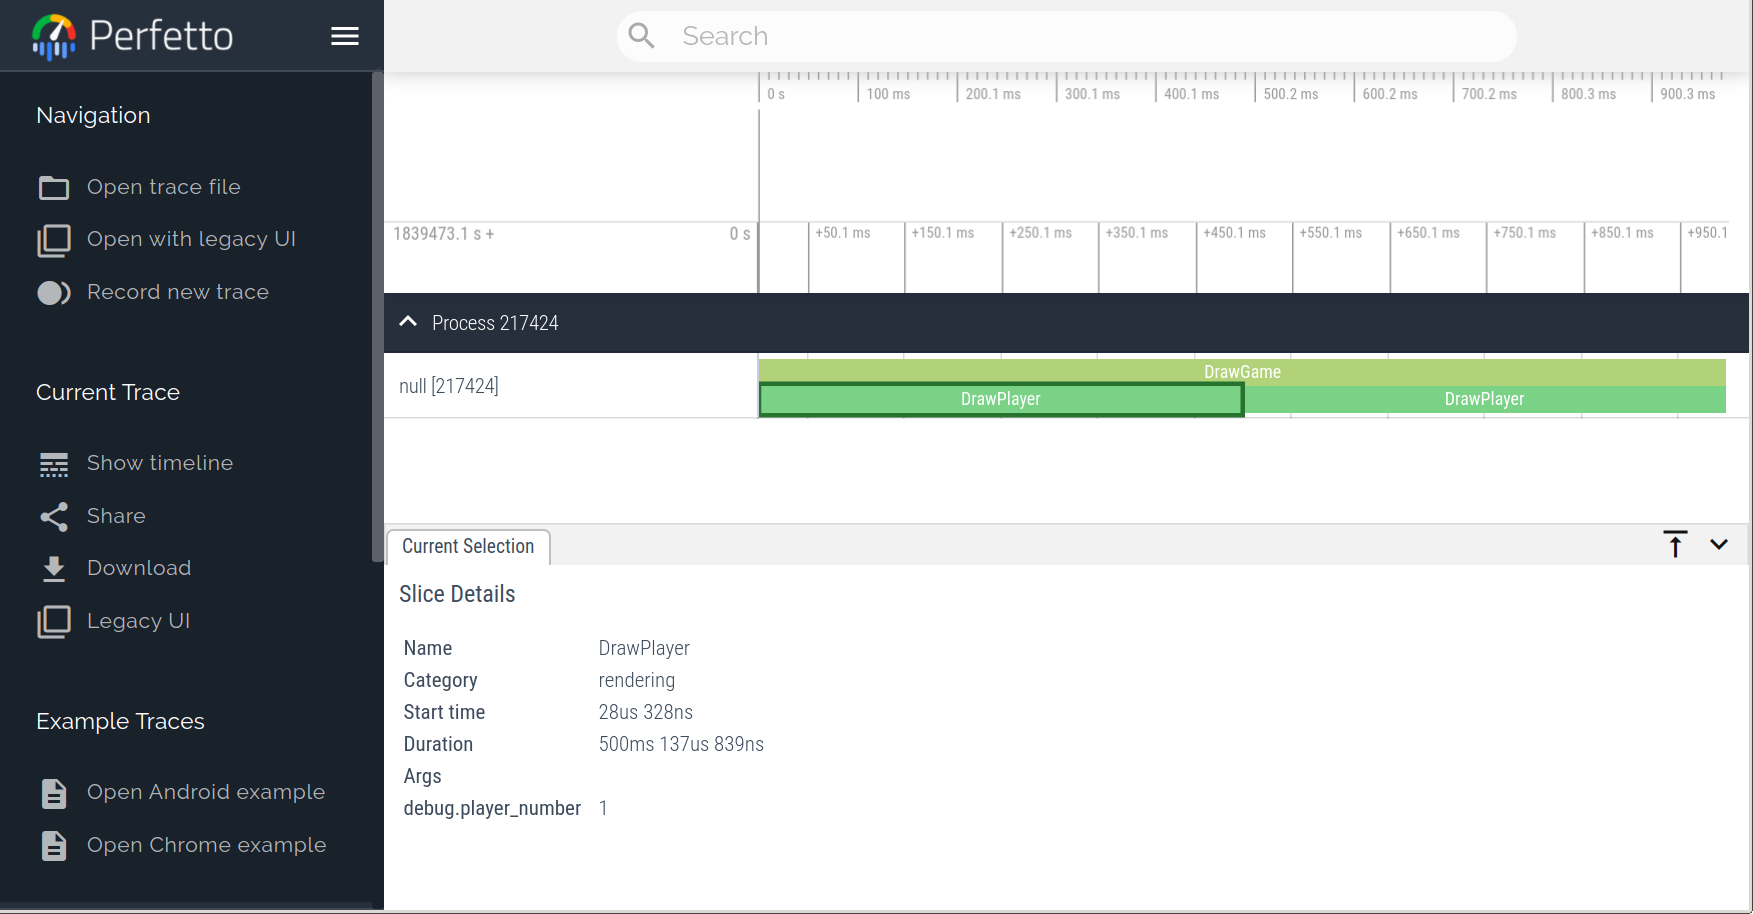 Perfetto
Search
Navigation
Open trace file
Open with legacy UI
Record new trace
Current Trace
Show timeline
Share
Download
Legacy UI
Example Traces
Open Android example
Open Chrome example
0 s 100 ms 200.1 ms 300.1 ms 400.1 ms 500.2 ms 600.2 ms 700.2 ms 800.3 ms 900.3 ms
1839473.1 s + 0 s +50.1 ms +150.1 ms +250.1 ms +350.1 ms +450.1 ms +550.1 ms +650.1 ms +750.1 ms +850.1 ms +950.1
Process 217424
null [217424]
DrawGame
DrawPlayer DrawPlayer
Current Selection
Slice Details
Name DrawPlayer
Category rendering
Start time 28us 328ns
Duration 500ms 137us 839ns
Args
debug.player_number 1